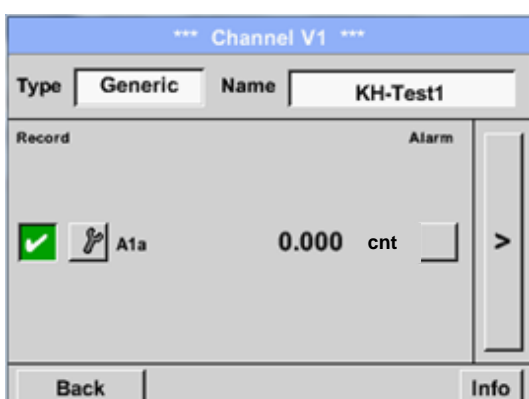 *** Channel V1 ***
Type Generic Name KH-Test1
Record Alarm
A1a 0.000 cnt >
Back Info